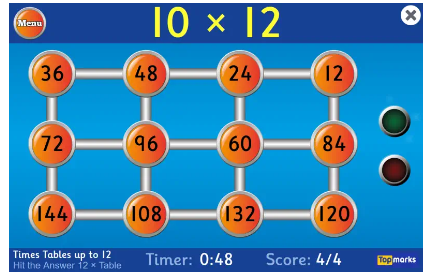 Menu
10 × 12
36 48 24 12
72 96 60 84
144 108 132 120
Times Tables up to 12
Hit the Answer 12 × Table
Timer: 0:48
Score: 4/4
Topmarks